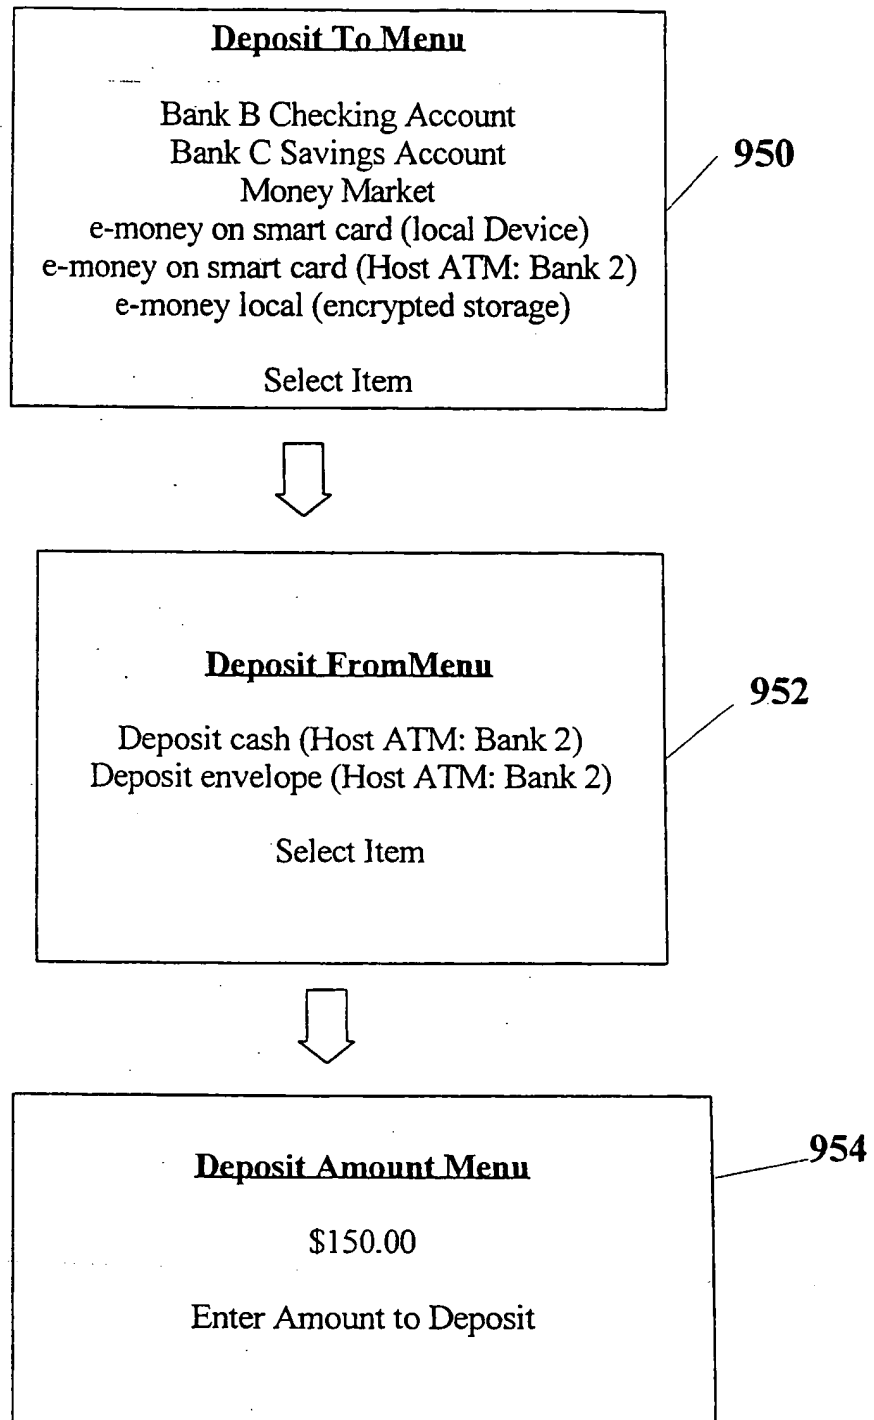 Deposit To Menu
Bank B Checking Account
Bank C Savings Account
Money Market
e-money on smart card (local Device)
e-money on smart card (Host ATM: Bank 2)
e-money local (encrypted storage)
Select Item
950
Deposit FromMenu
Deposit cash (Host ATM: Bank 2)
Deposit envelope (Host ATM: Bank 2)
Select Item
952
Deposit Amount Menu
$150.00
Enter Amount to Deposit
954